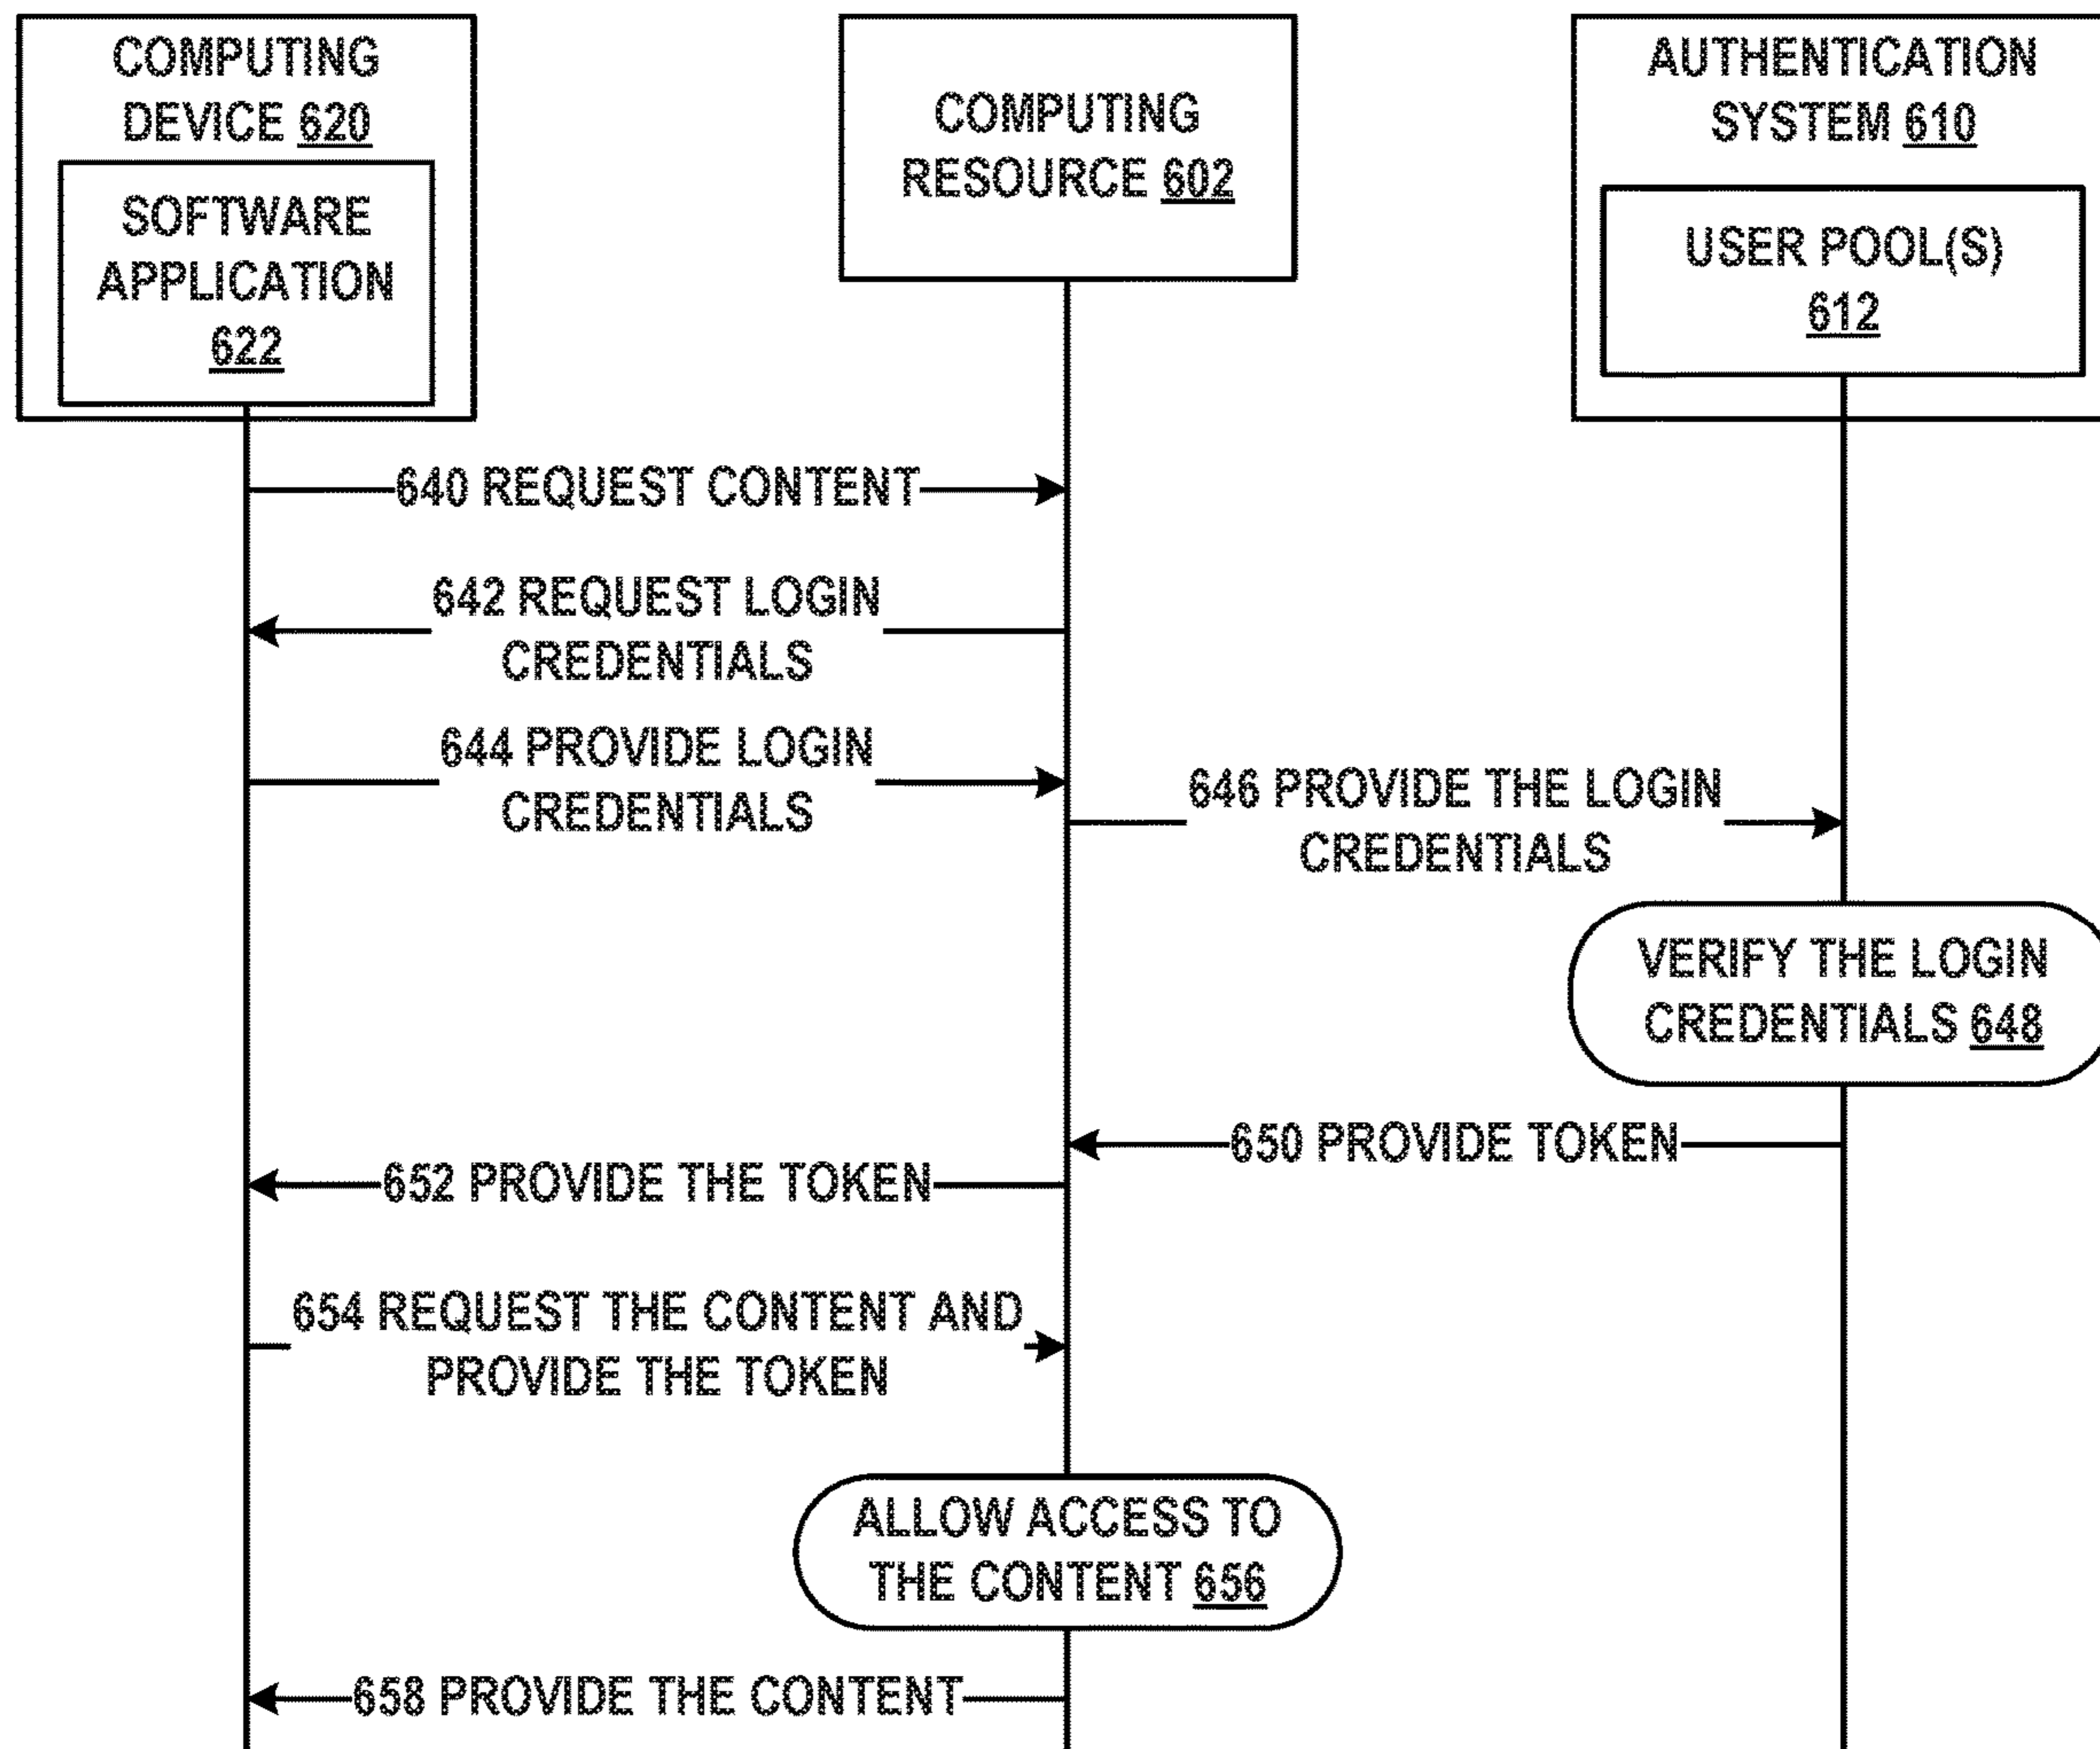 COMPUTING
DEVICE 620
SOFTWARE
APPLICATION
622
COMPUTING
RESOURCE 602
AUTHENTICATION
SYSTEM 610
USER POOL(S)
612
640 REQUEST CONTENT
642 REQUEST LOGIN
CREDENTIALS
644 PROVIDE LOGIN
CREDENTIALS
646 PROVIDE THE LOGIN
CREDENTIALS
VERIFY THE LOGIN
CREDENTIALS 648
650 PROVIDE TOKEN
652 PROVIDE THE TOKEN
654 REQUEST THE CONTENT AND
PROVIDE THE TOKEN
ALLOW ACCESS TO
THE CONTENT 656
658 PROVIDE THE CONTENT